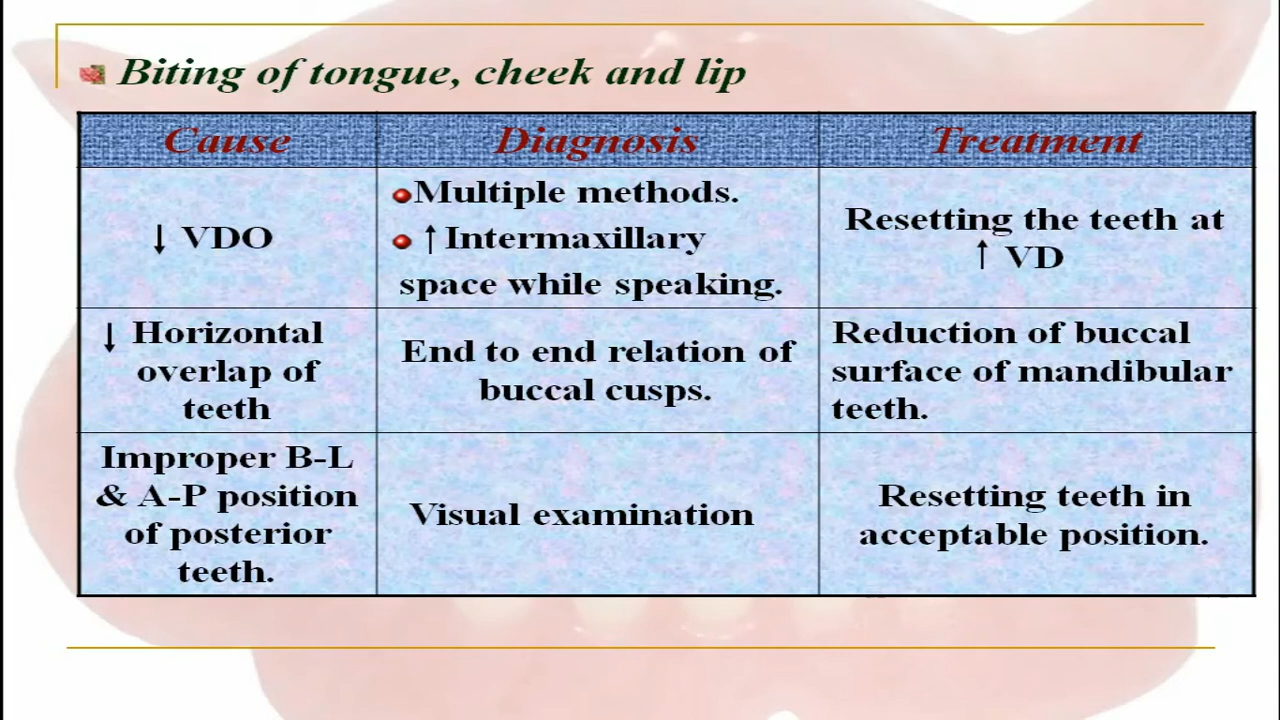 Biting of tongue, cheek and lip
Cause
Diagnosis
Treatment
↓ VDO
Multiple methods.
↑ Intermaxillary
space while speaking.
Resetting the teeth at
↑ VD
↓ Horizontal
overlap of
teeth
End to end relation of
buccal cusps.
Reduction of buccal
surface of mandibular
teeth.
Improper B-L
& A-P position
of posterior
teeth.
Visual examination
Resetting teeth in
acceptable position.